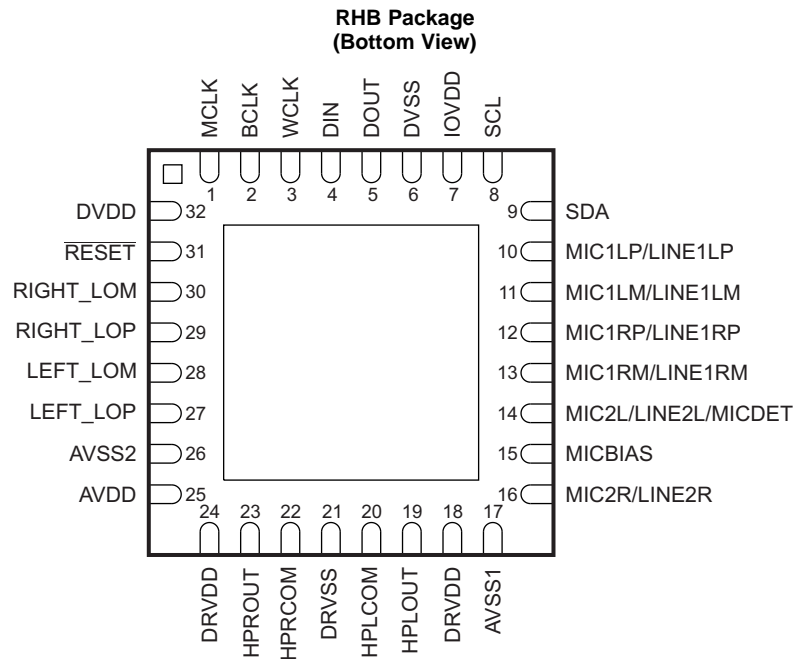 RHB Package
(Bottom View)
MCLK
BCLK
WCLK
DIN
DOUT
DVSS
IOVDD
SCL
1
2
3
4
5
6
7
8
DVDD 32
RESET 31
RIGHT_LOM 30
RIGHT_LOP 29
LEFT_LOM 28
LEFT_LOP 27
AVSS2 26
AVDD 25
9 SDA
10 MIC1LP/LINE1LP
11 MIC1LM/LINE1LM
12 MIC1RP/LINE1RP
13 MIC1RM/LINE1RM
14 MIC2L/LINE2L/MICDET
15 MICBIAS
16 MIC2R/LINE2R
24
23
22
21
20
19
18
17
DRVDD
HPROUT
HPRCOM
DRVSS
HPLCOM
HPLOUT
DRVDD
AVSS1